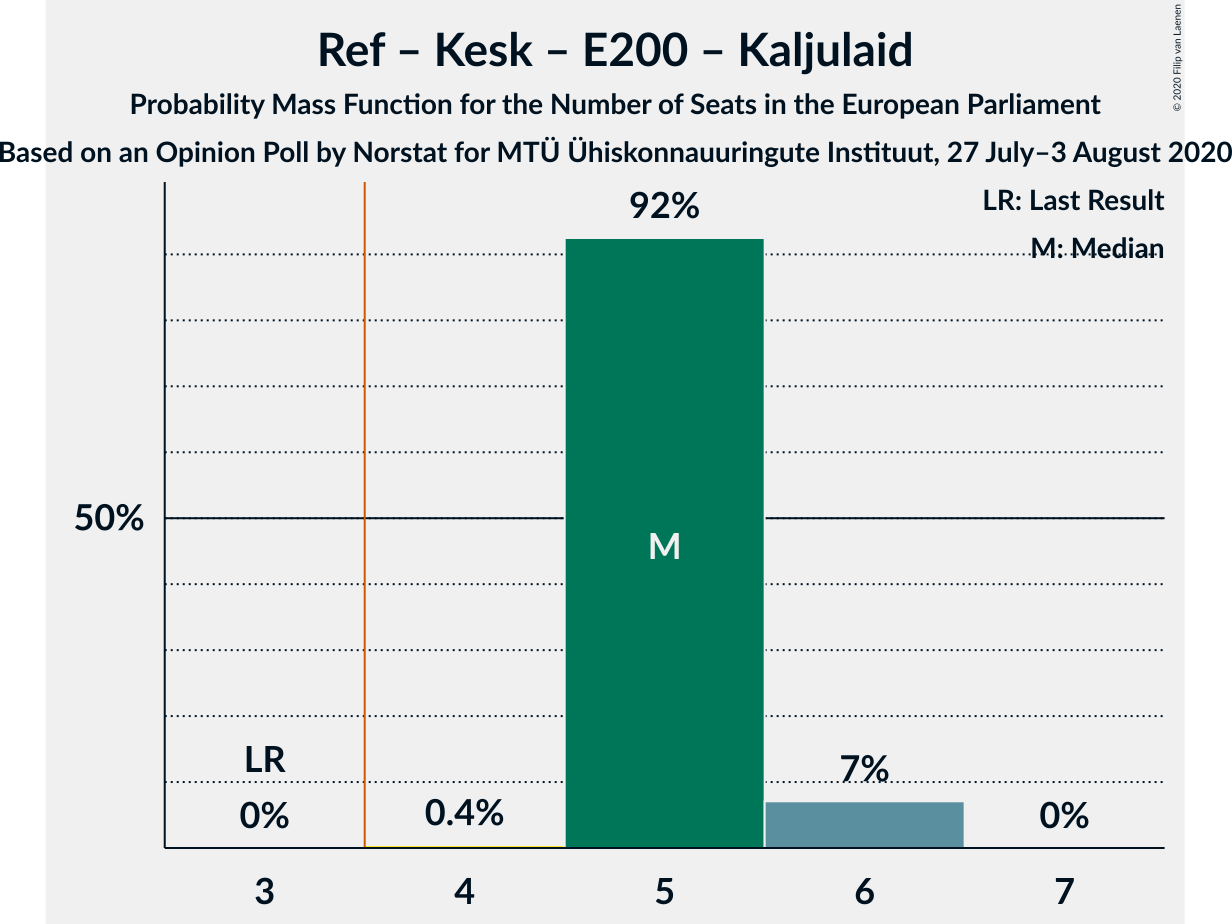 Ref – Kesk – E200 – Kaljulaid
Probability Mass Function for the Number of Seats in the European Parliament
Based on an Opinion Poll by Norstat for MTÜ Ühiskonnauuringute Instituut, 27 July–3 August 2020
© 2020 Filip van Laenen
LR: Last Result
M: Median
92%
50%
M
LR
0%
0.4%
7%
0%
3 4 5 6 7